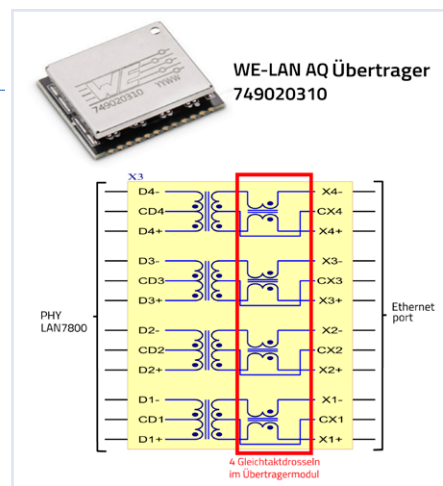 WE-LAN AQ Übertrager
749020310
WE
749020310
YYWW
X3
D4- X4-
CD4 CX4
D4+ X4+
D3- X3-
CD3 CX3
D3+ X3+
PHY
LAN7800
Ethernet
port
D2- X2-
CD2 CX2
D2+ X2+
D1- X1-
CD1 CX1
D1+ X1+
4 Gleichtaktdrosseln
im Übertragermodul